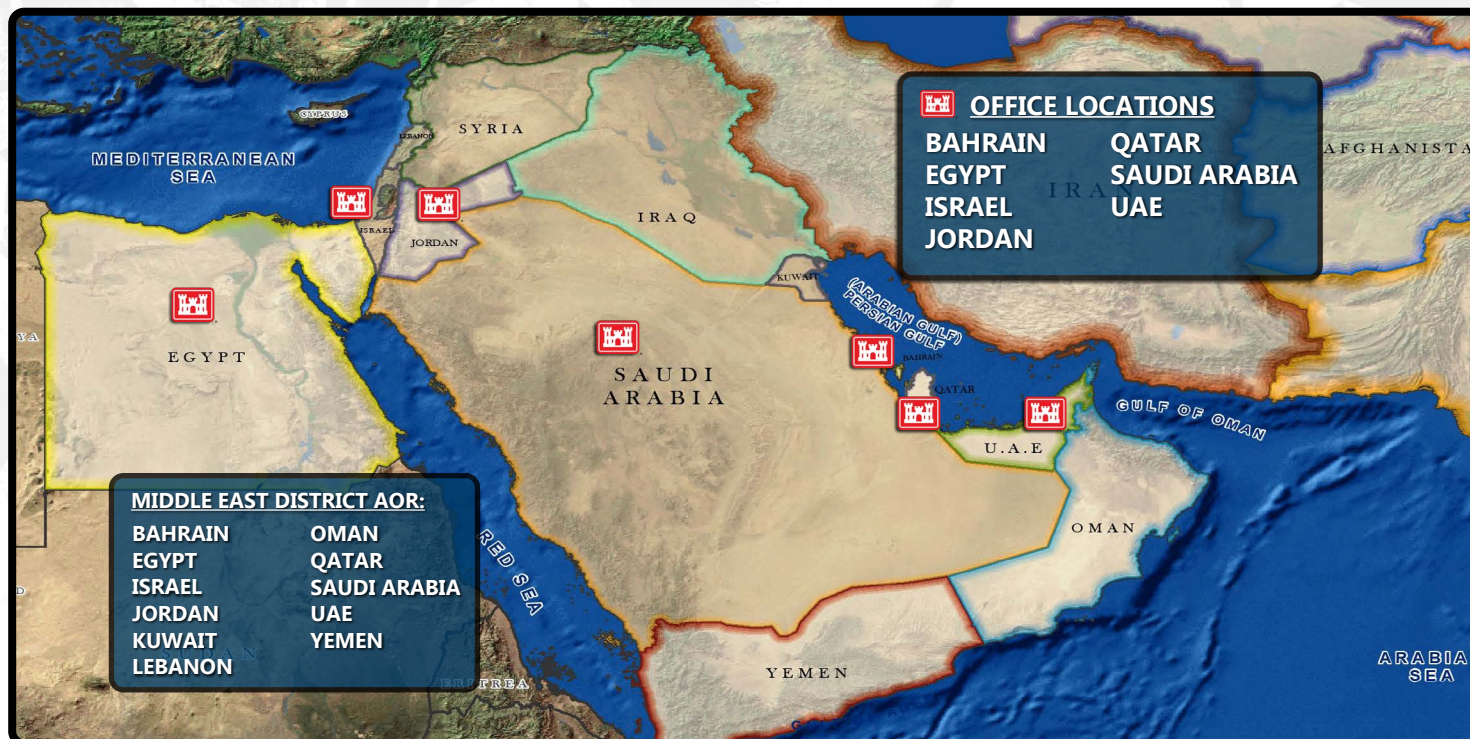 OFFICE LOCATIONS
BAHRAIN QATAR
EGYPT SAUDI ARABIA
ISRAEL UAE
JORDAN
AFGHANISTA
IRAN
CYPRUS
LEBANON
SYRIA
MEDITERRANEAN
SEA
IRAQ
ISRAEL
JORDAN
KUWAIT
(ARABIAN GULF)
PERSIAN GULF
YA
EGYPT
BAHRAIN
QATAR
SAUDI
ARABIA
GULF OF OMAN
U.A.E
OMAN
RED SEA
MIDDLE EAST DISTRICT AOR:
BAHRAIN OMAN
EGYPT QATAR
ISRAEL SAUDI ARABIA
JORDAN UAE
KUWAIT YEMEN
LEBANON
D
ERITREA
YEMEN
ARABIA
SEA